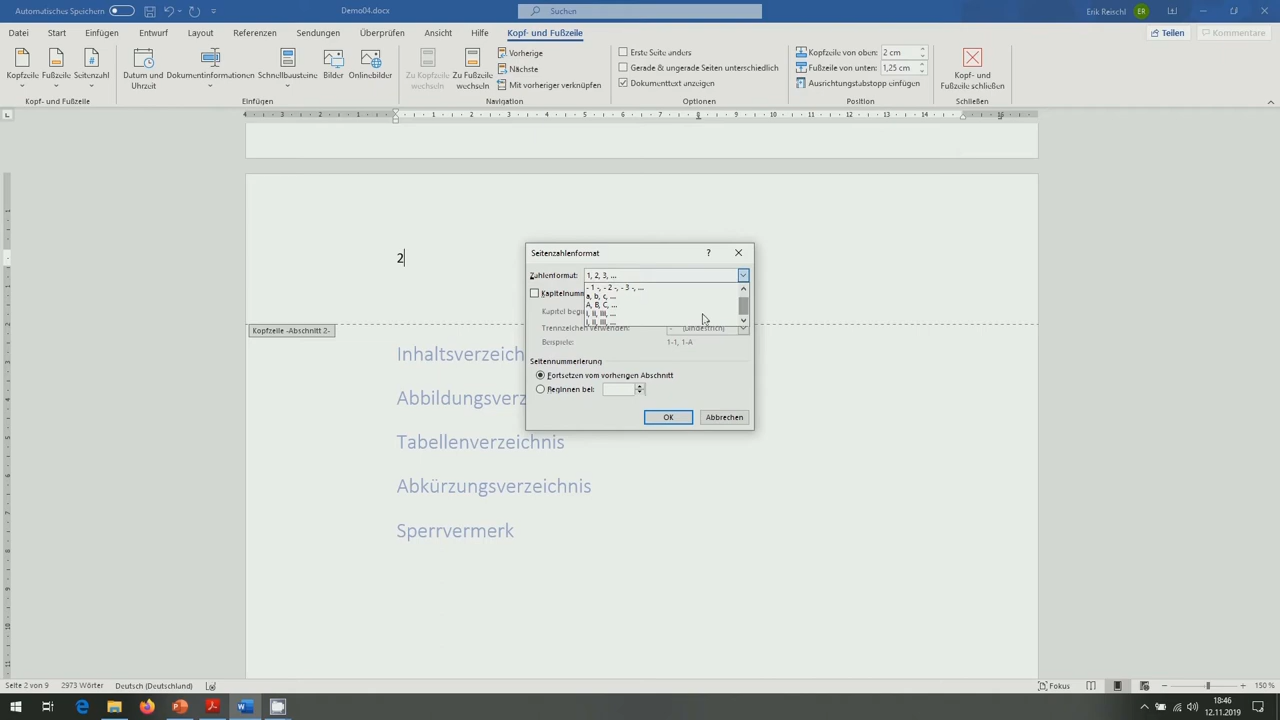 Automatisches Speichern Demo04.docx Suchen Erik Reischl ER
Datei Start Einfügen Entwurf Layout Referenzen Sendungen Überprüfen Ansicht Hilfe Kopf- und Fußzeile Teilen Kommentare
Kopfzeile Fußzeile Seitenzahl Datum und Uhrzeit Dokumentinformationen Schnellbausteine Bilder Onlinebilder Zu Kopfzeile wechseln Zu Fußzeile wechseln
Vorherige
Nächste
Mit vorheriger verknüpfen
Erste Seite anders
Gerade & ungerade Seiten unterschiedlich
Dokumenttext anzeigen
Kopfzeile von oben: 2 cm
Fußzeile von unten: 1,25 cm
Ausrichtungstabstopp einfügen
Kopf- und Fußzeile schließen
Kopf- und Fußzeile Einfügen Navigation Optionen Position Schließen
2
Kopfzeile -Abschnitt 2-
Inhaltsverzeich
Abbildungsverz
Tabellenverzeichnis
Abkürzungsverzeichnis
Sperrvermerk
Seitenzahlenformat
Zahlenformat: 1, 2, 3, ...
- 1 -, - 2 -, - 3 -, ...
a, b, c, ...
A, B, C, ...
i, ii, iii, ...
I, II, III, ...
Kapitelnumm
Kapitel beg
Trennzeichen verwenden: - (Bindestrich)
Beispiele: 1-1, 1-A
Seitennummerierung
Fortsetzen vom vorherigen Abschnitt
Beginnen bei:
OK Abbrechen
Seite 2 von 9 2973 Wörter Deutsch (Deutschland) Fokus 150 %
18:46
12.11.2019